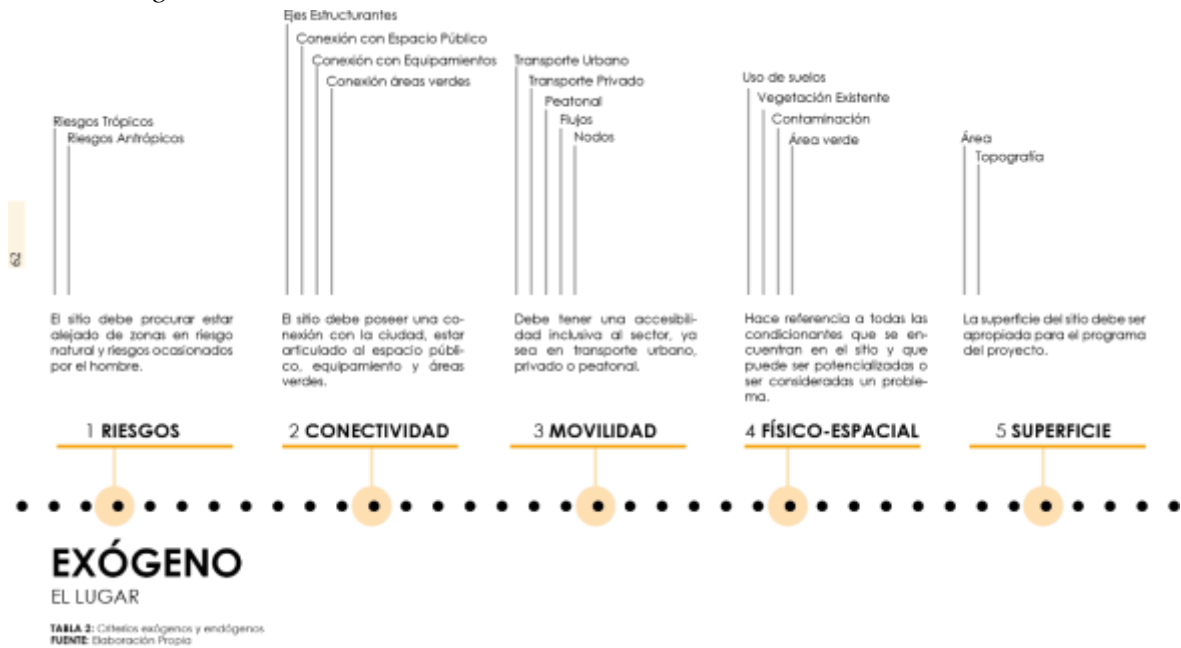 Ejes Estructurantes
Conexión con Espacio Público
Conexión con Equipamientos
Conexión áreas verdes
Transporte Urbano
Transporte Privado
Peatonal
Flujos
Nodos
Uso de suelos
Vegetación Existente
Contaminación
Área verde
Riesgos Trópicos
Riesgos Antrópicos
Área
Topografía
62
El sitio debe procurar estar
alejado de zonas en riesgo
natural y riesgos ocasionados
por el hombre.
El sitio debe poseer una co-
nexión con la ciudad, estar
articulado al espacio públi-
co, equipamiento y áreas
verdes.
Debe tener una accesibili-
dad inclusiva al sector, ya
sea en transporte urbano,
privado o peatonal.
Hace referencia a todas las
condicionantes que se en-
cuentran en el sitio y que
puede ser potencializadas o
ser consideradas un proble-
ma.
La superficie del sitio debe ser
apropiada para el programa
del proyecto.
1 RIESGOS
2 CONECTIVIDAD
3 MOVILIDAD
4 FÍSICO-ESPACIAL
5 SUPERFICIE
EXÓGENO
EL LUGAR
TABLA 2: Criterios exógenos y endógenos
FUENTE: Elaboración Propia